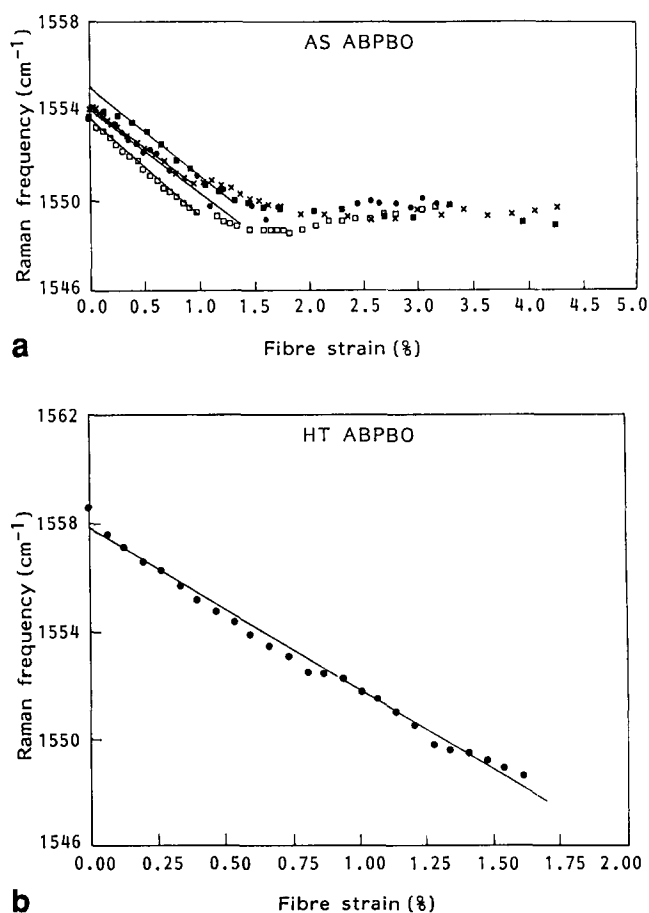 AS ABPBO
Raman frequency (cm⁻¹)
1558
1554
1550
1546
0.0 0.5 1.0 1.5 2.0 2.5 3.0 3.5 4.0 4.5 5.0
Fibre strain (%)
a
HT ABPBO
Raman frequency (cm⁻¹)
1562
1558
1554
1550
1546
0.00 0.25 0.50 0.75 1.00 1.25 1.50 1.75 2.00
Fibre strain (%)
b